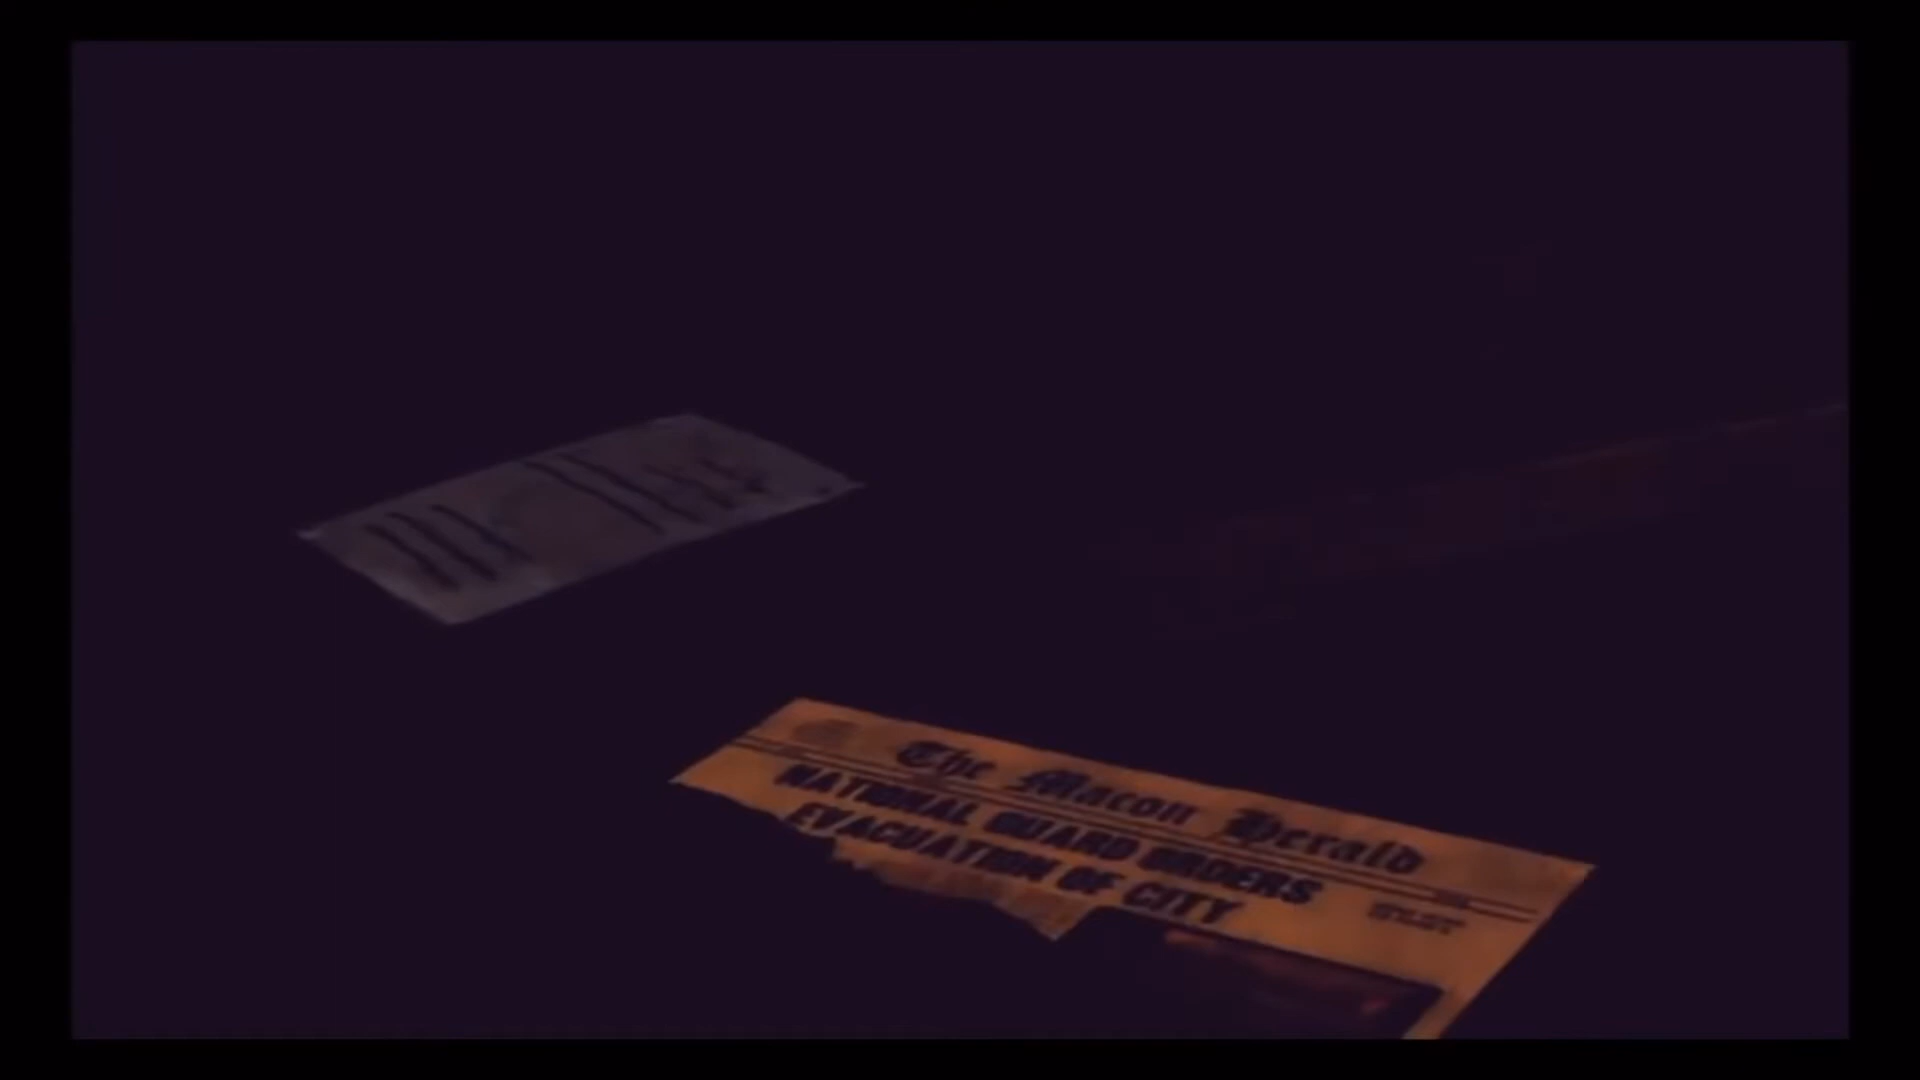 The Macon Herald
NATIONAL GUARD ORDERS
EVACUATION OF CITY